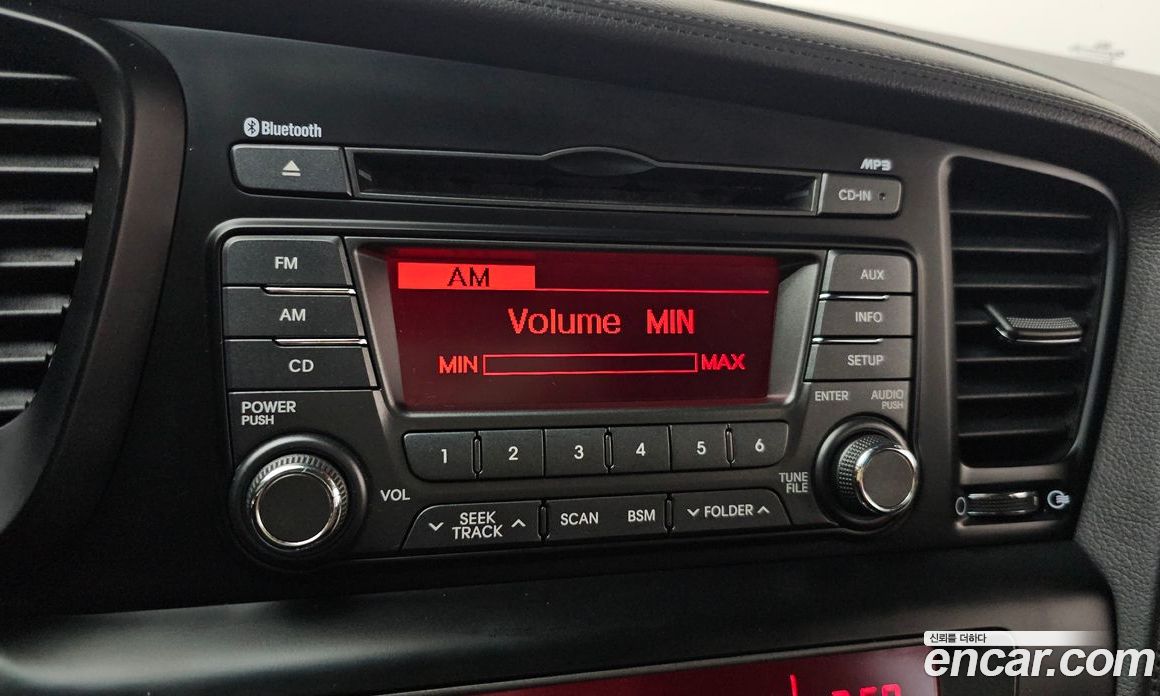 Bluetooth
MP3
CD-IN
FM
AM
CD
AM
Volume MIN
MIN MAX
AUX
INFO
SETUP
POWER
PUSH
VOL
1 2 3 4 5 6
ENTER
AUDIO
PUSH
TUNE
FILE
SEEK
TRACK
SCAN BSM
FOLDER
신뢰를 더하다
encar.com